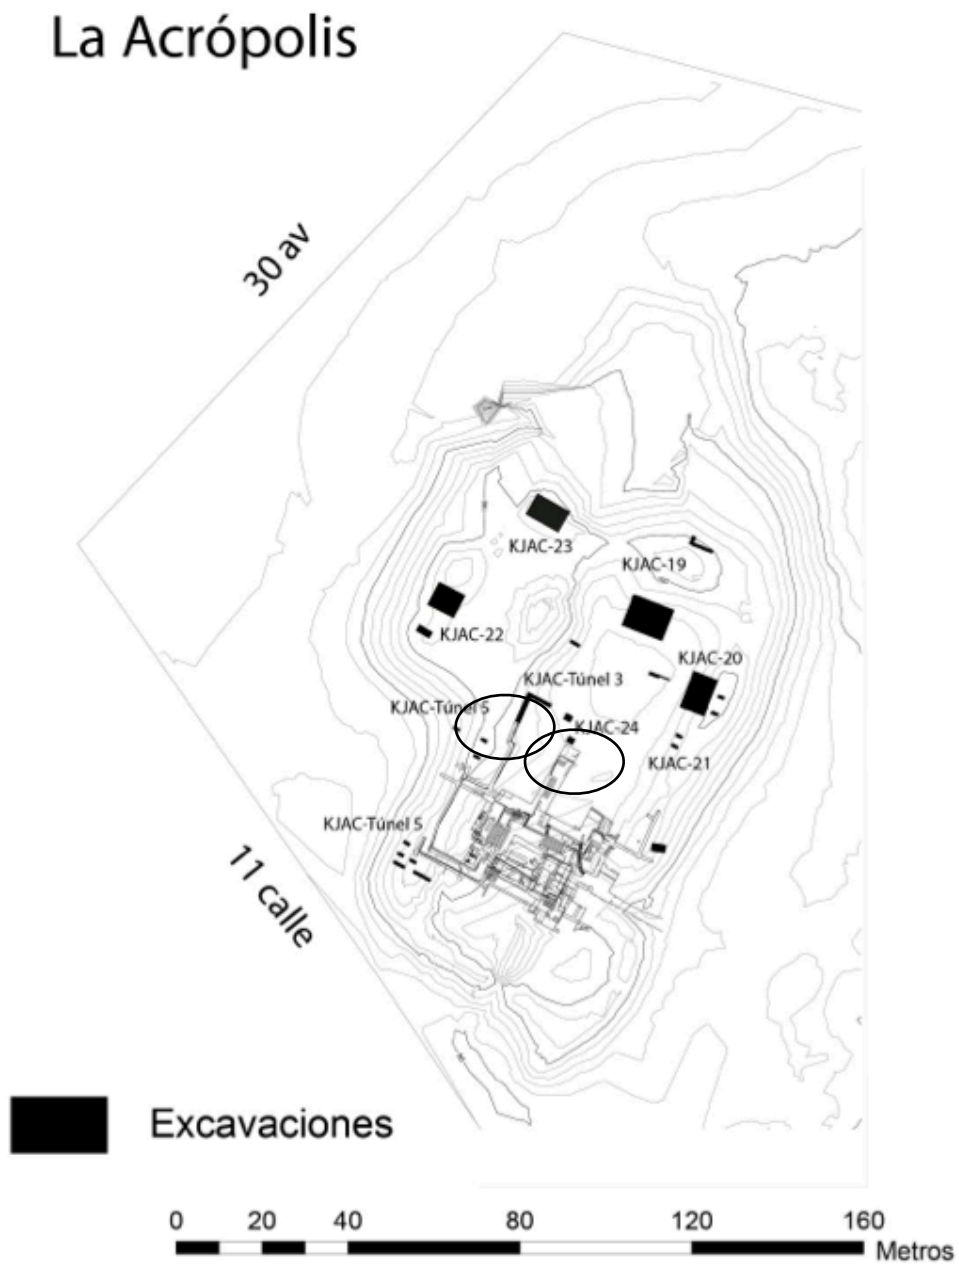 La Acrópolis
30 av
KJAC-23
KJAC-19
KJAC-22
KJAC-20
KJAC-Túnel 3
KJAC-Túnel 5
KJAC-24
KJAC-21
KJAC-Túnel 5
11 calle
Excavaciones
0 20 40 80 120 160
Metros